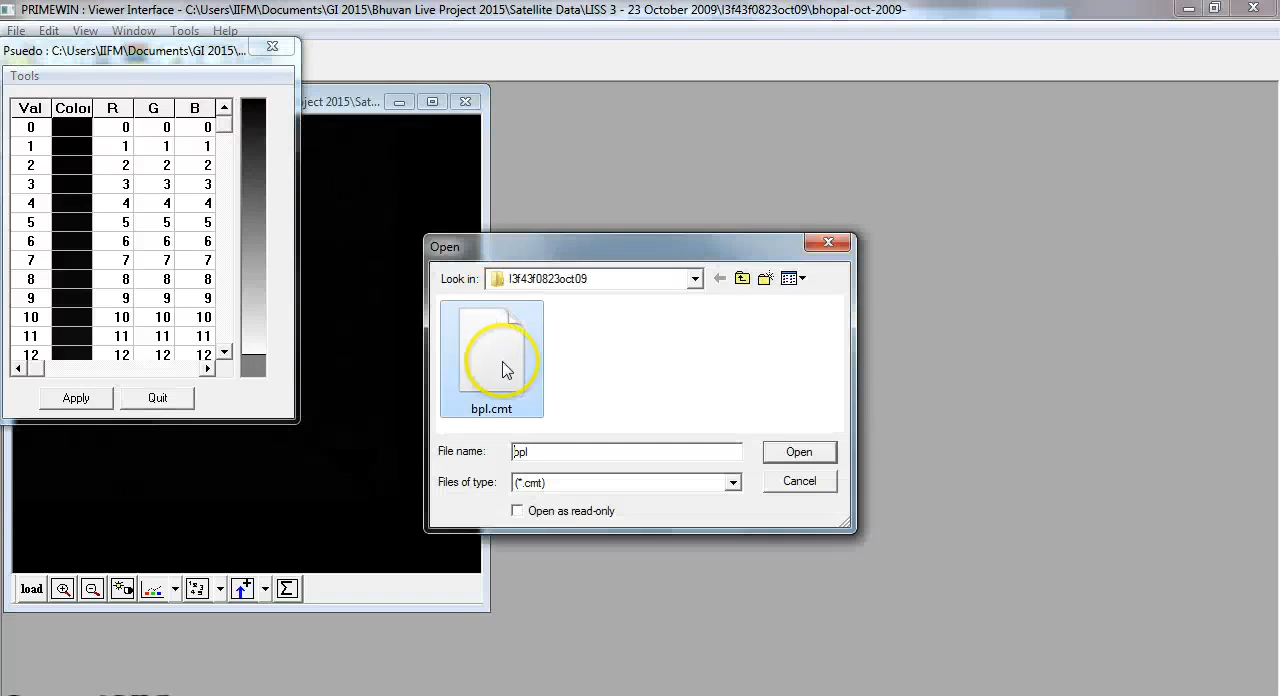 PRIMEWIN : Viewer Interface - C:\Users\IIFM\Documents\GI 2015\Bhuvan Live Project 2015\Satellite Data\LISS 3 - 23 October 2009\l3f43f0823oct09\bhopal-oct-2009-
File Edit View Window Tools Help
Psuedo : C:\Users\IIFM\Documents\GI 2015\...
Tools
oject 2015\Sat...
Val Color R G B
0 0 0 0
1 1 1 1
2 2 2 2
3 3 3 3
4 4 4 4
5 5 5 5
6 6 6 6
7 7 7 7
8 8 8 8
9 9 9 9
10 10 10 10
11 11 11 11
12 12 12 12
Apply Quit
Open
Look in: l3f43f0823oct09
bpl.cmt
File name: bpl Open
Files of type: (*.cmt) Cancel
Open as read-only
load